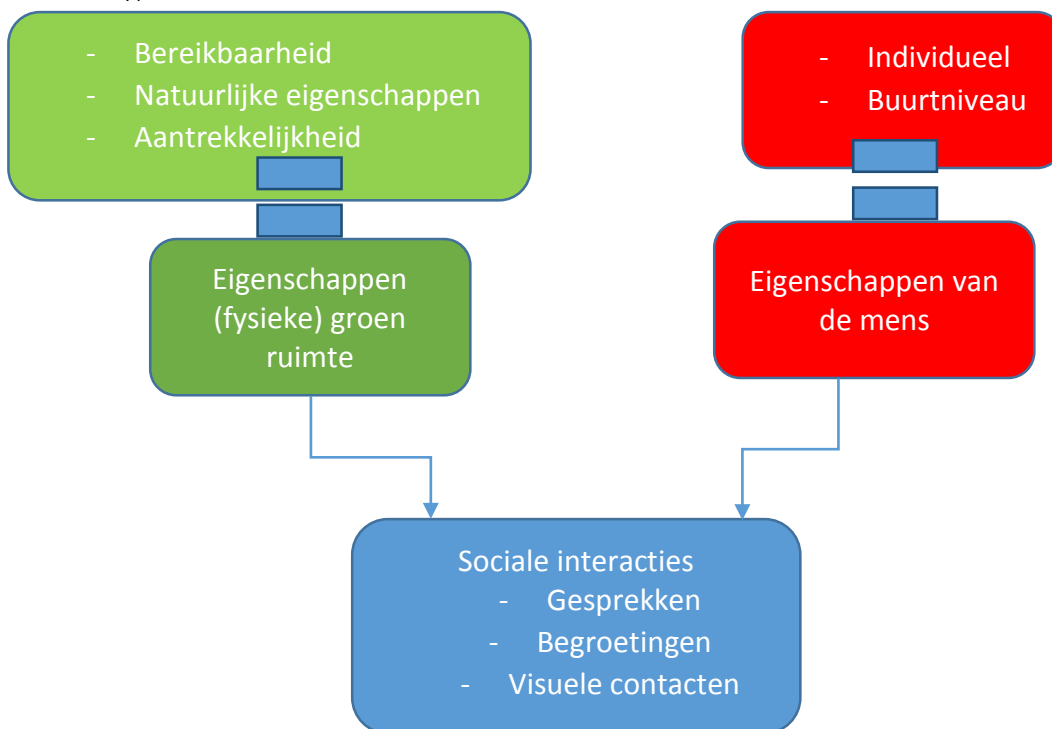 - Bereikbaarheid
- Natuurlijke eigenschappen
- Aantrekkelijkheid
- Individueel
- Buurtniveau
Eigenschappen
(fysieke) groen
ruimte
Eigenschappen van
de mens
Sociale interacties
- Gesprekken
- Begroetingen
- Visuele contacten